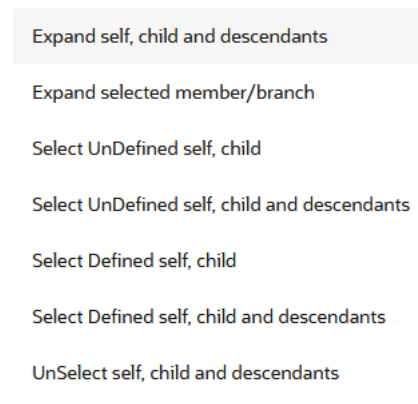 Expand self, child and descendants
Expand selected member/branch
Select UnDefined self, child
Select UnDefined self, child and descendants
Select Defined self, child
Select Defined self, child and descendants
UnSelect self, child and descendants